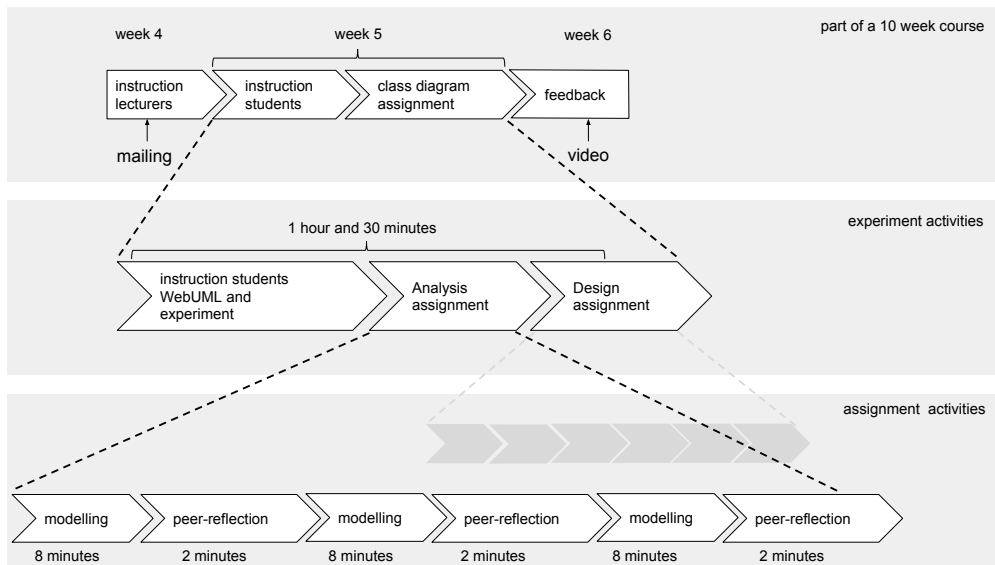 part of a 10 week course
week 4
week 5
week 6
instruction
lecturers
instruction
students
class diagram
assignment
feedback
mailing
video
experiment activities
1 hour and 30 minutes
instruction students
WebUML and
experiment
Analysis
assignment
Design
assignment
assignment activities
modelling
peer-reflection
modelling
peer-reflection
modelling
peer-reflection
8 minutes
2 minutes
8 minutes
2 minutes
8 minutes
2 minutes